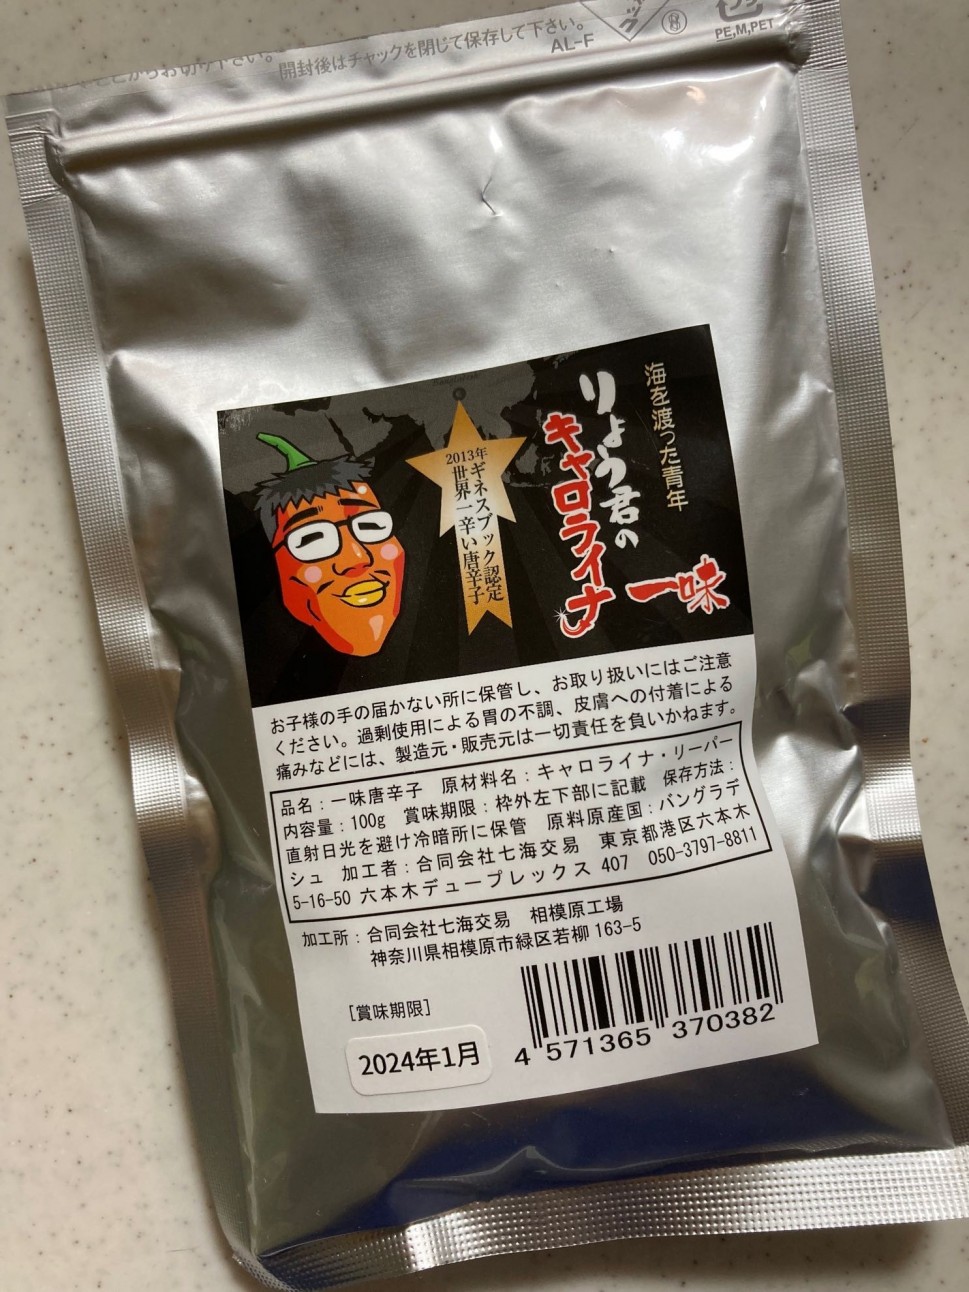 開封後はチャックを閉じて保存して下さい。
AL-F
PE,M,PET
海を渡った青年
りょう君の
キャロライナ
一味
2013年
ギネスブック認定
世界一辛い唐辛子
お子様の手の届かない所に保管し、お取り扱いにはご注意
ください。過剰使用による胃の不調、皮膚への付着による
痛みなどには、製造元・販売元は一切責任を負いかねます。
品名：一味唐辛子　原材料名：キャロライナ・リーパー
内容量：100g　賞味期限：枠外左下部に記載　保存方法：
直射日光を避け冷暗所に保管　原料原産国：バングラデ
シュ　加工者：合同会社七海交易　東京都港区六本木
5-16-50 六本木デュープレックス 407　050-3797-8811
加工所：合同会社七海交易　相模原工場
神奈川県相模原市緑区若柳 163-5
［賞味期限］
2024年1月
4 571365 370382